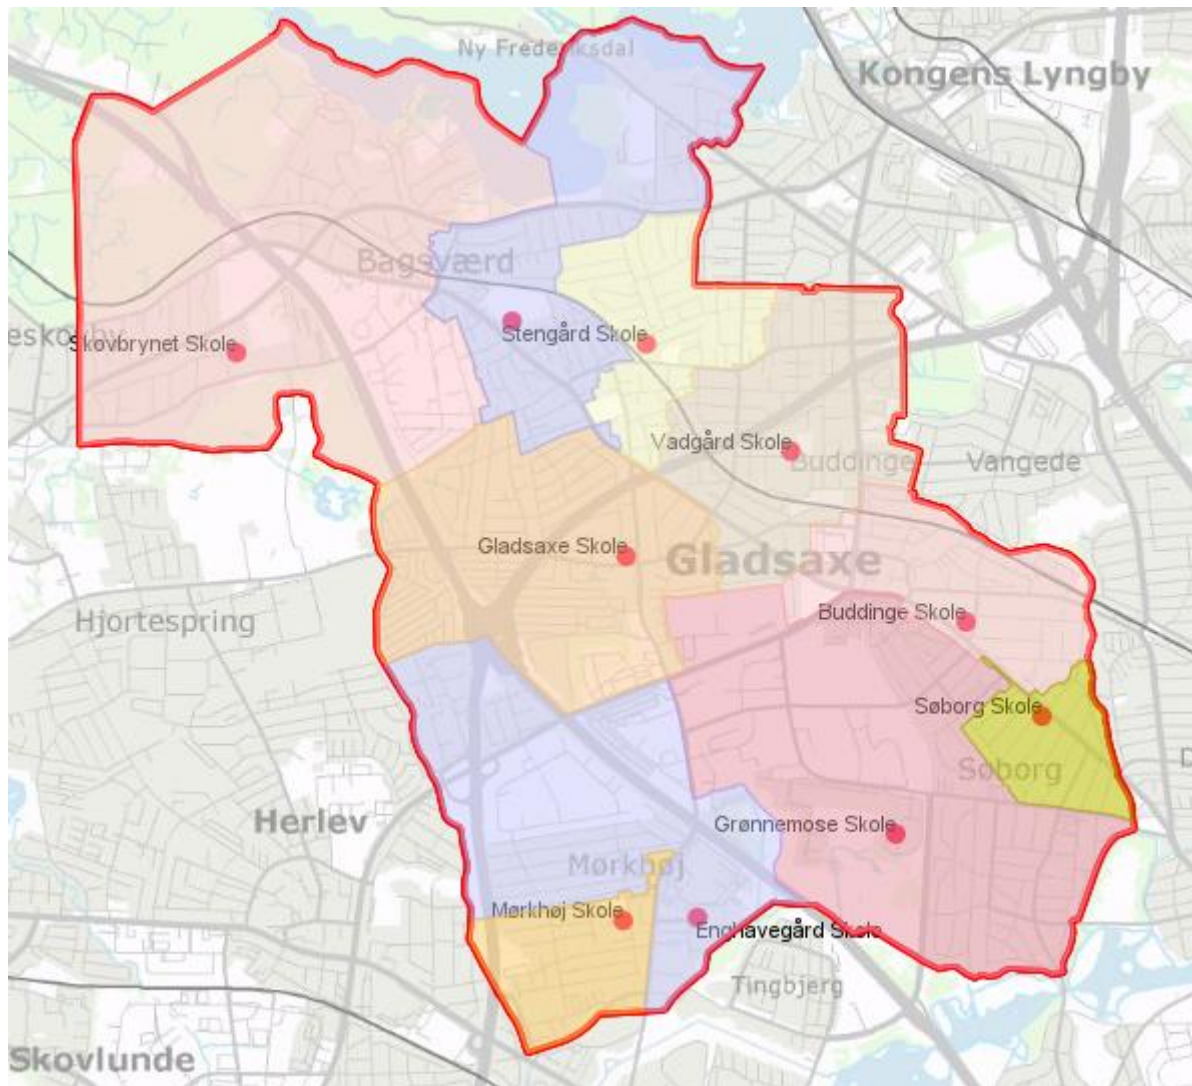 Ny Frederiksdal
Kongens Lyngby
Bagsværd
Stengård Skole
eskovby
Skovbrynet Skole
Vadgård Skole
Buddinge
Vangede
Gladsaxe Skole
Gladsaxe
Hjortespring
Buddinge Skole
Søborg Skole
Søborg
D
Herlev
Grønnemose Skole
Mørkhøj
Mørkhøj Skole
Enghavegård Skole
Tingbjerg
Skovlunde